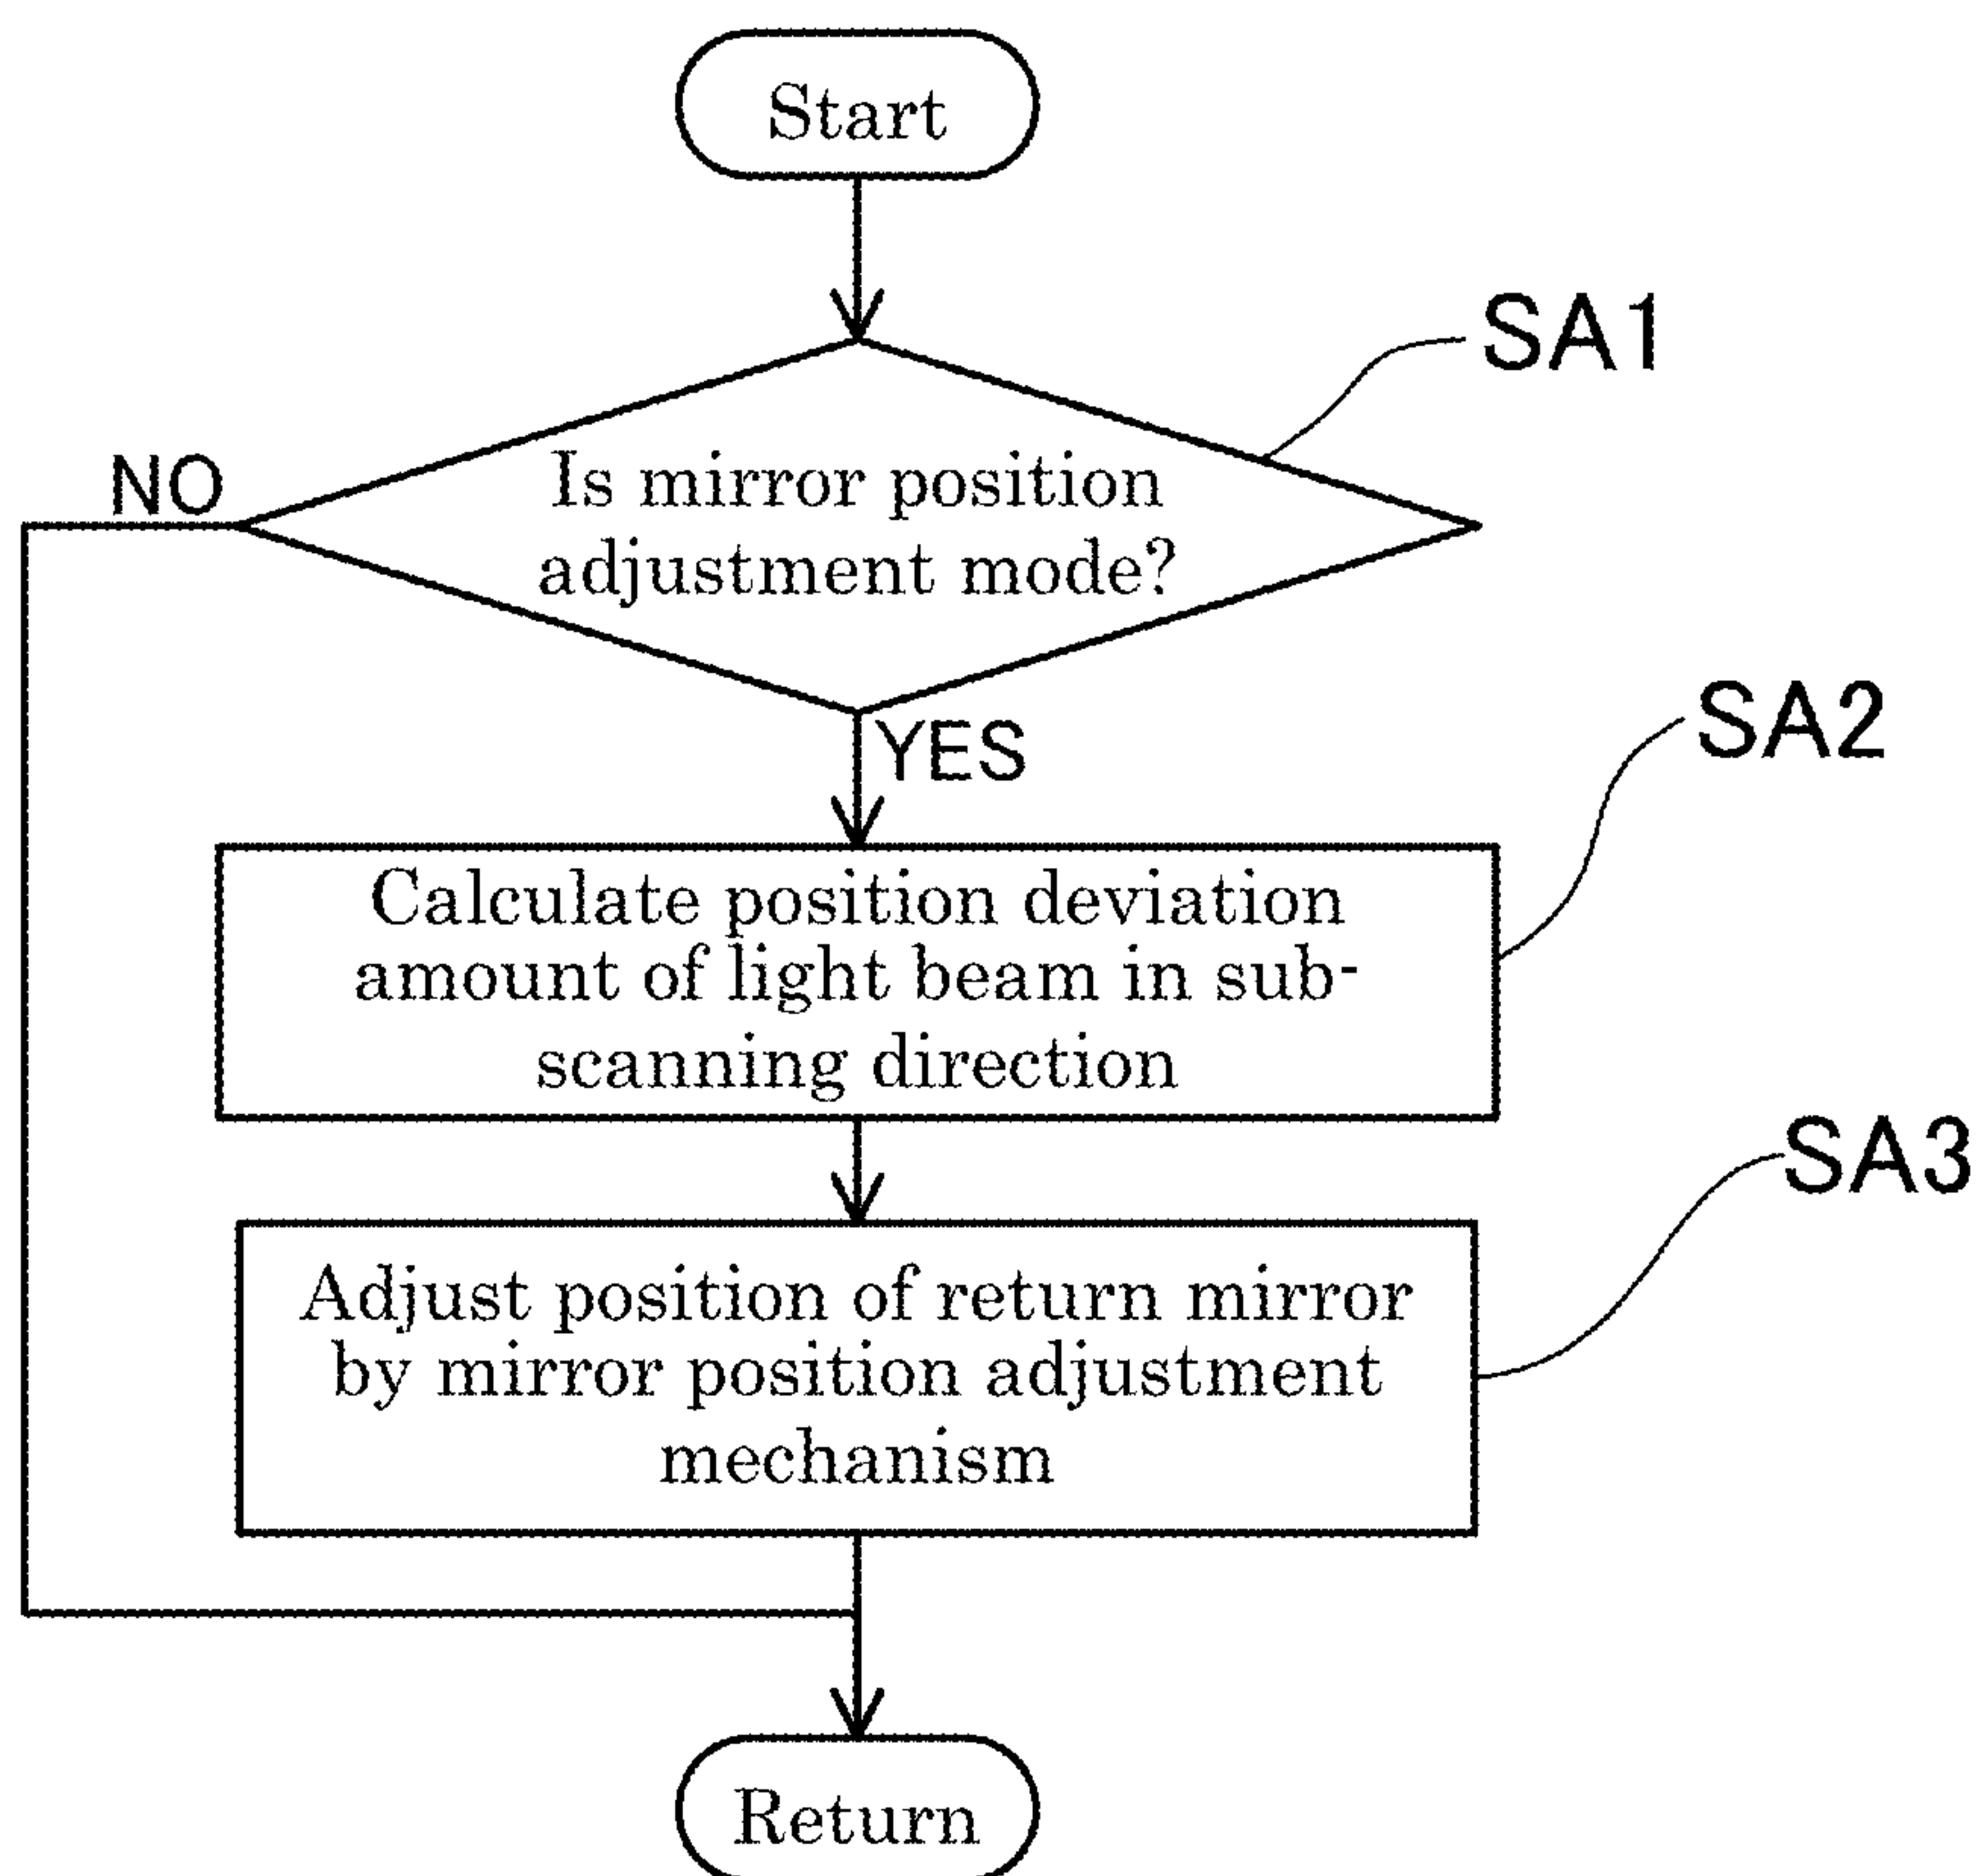 Start
SA1
NO
Is mirror position
adjustment mode?
YES
SA2
Calculate position deviation
amount of light beam in sub-
scanning direction
SA3
Adjust position of return mirror
by mirror position adjustment
mechanism
Return